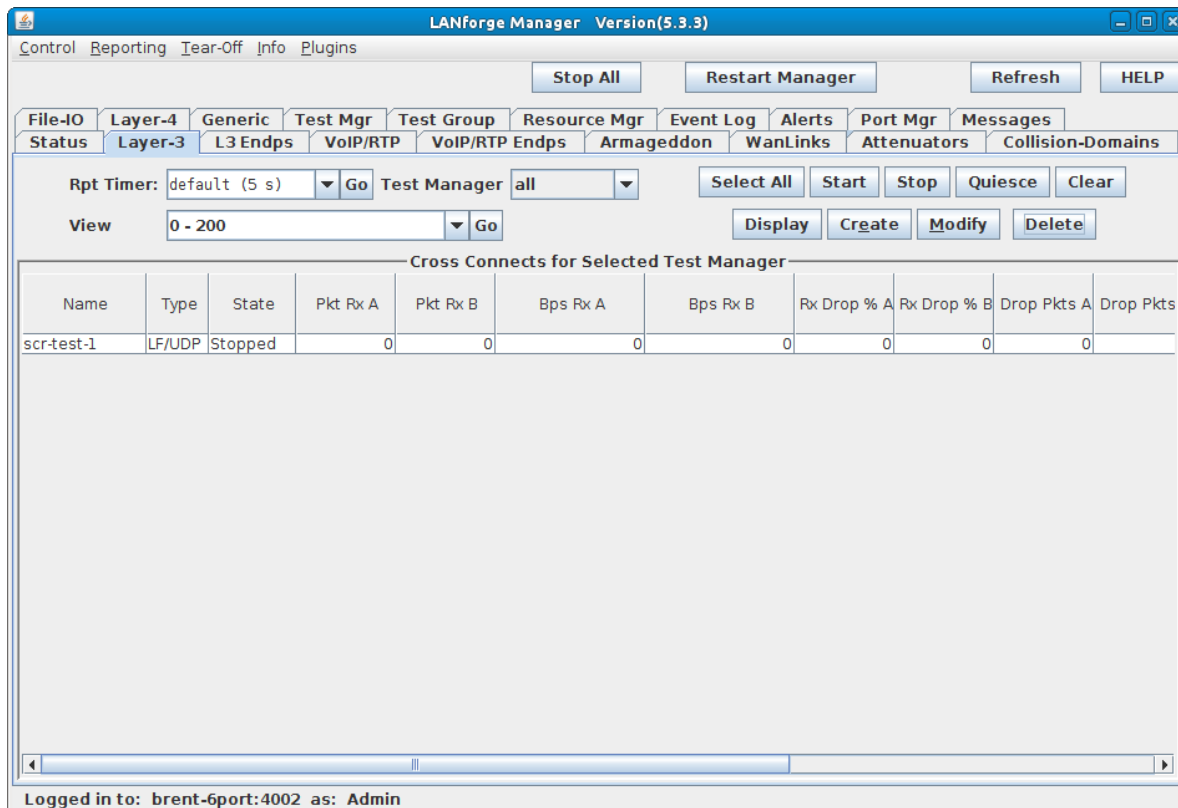 LANforge Manager Version(5.3.3)
Control Reporting Tear-Off Info Plugins
Stop All Restart Manager Refresh HELP
File-IO Layer-4 Generic Test Mgr Test Group Resource Mgr Event Log Alerts Port Mgr Messages
Status Layer-3 L3 Endps VoIP/RTP VoIP/RTP Endps Armageddon WanLinks Attenuators Collision-Domains
Rpt Timer: default (5 s) Go Test Manager all Select All Start Stop Quiesce Clear
View 0 - 200 Go Display Create Modify Delete
Cross Connects for Selected Test Manager
Name Type State Pkt Rx A Pkt Rx B Bps Rx A Bps Rx B Rx Drop % A Rx Drop % B Drop Pkts A Drop Pkts
scr-test-1 LF/UDP Stopped 0 0 0 0 0 0 0
Logged in to: brent-6port:4002 as: Admin